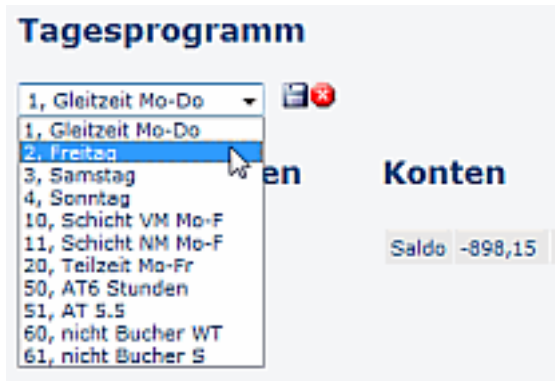 Tagesprogramm
1, Gleitzeit Mo-Do
1, Gleitzeit Mo-Do
2, Freitag
3, Samstag
4, Sonntag
10, Schicht VM Mo-F
11, Schicht NM Mo-F
20, Teilzeit Mo-Fr
50, AT6 Stunden
51, AT 5.5
60, nicht Bucher WT
61, nicht Bucher S
en
Konten
Saldo -898,15